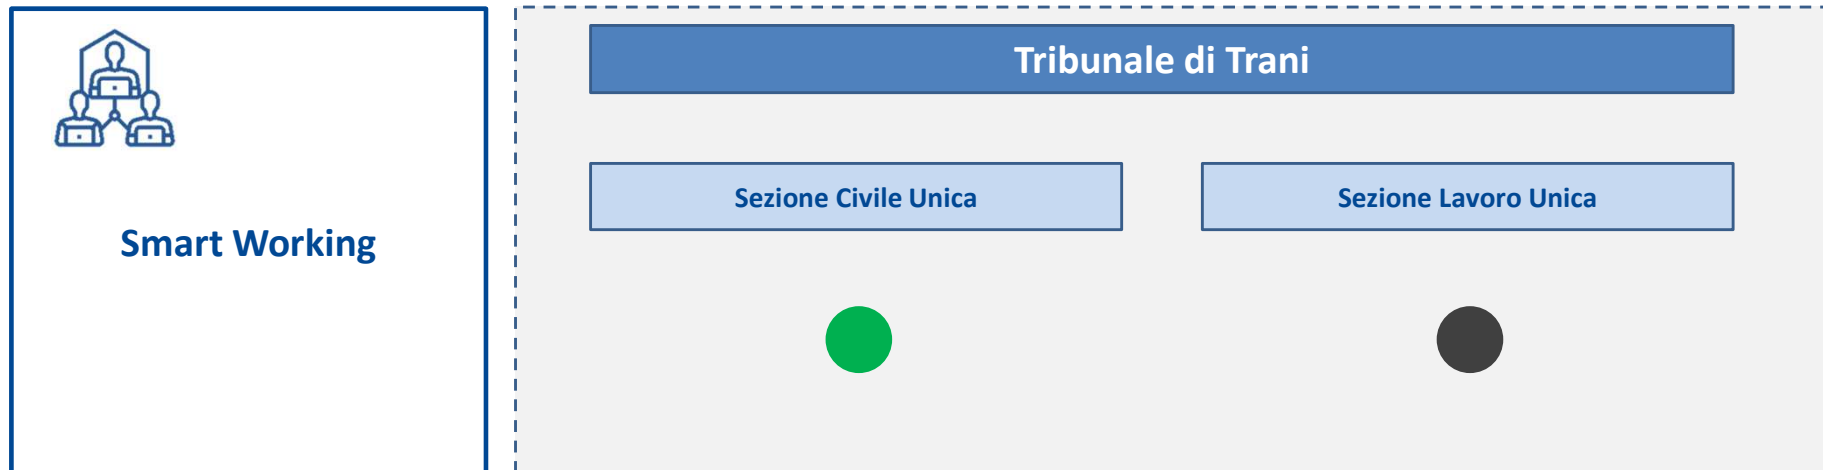 Smart Working
Tribunale di Trani
Sezione Civile Unica
Sezione Lavoro Unica